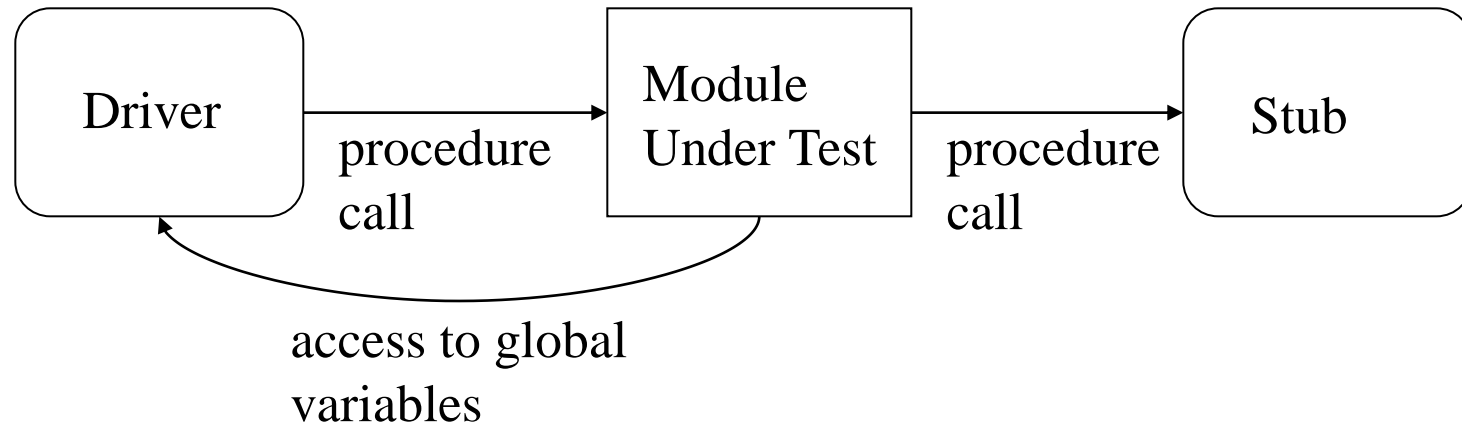 Driver
procedure
call
Module
Under Test
procedure
call
Stub
access to global
variables